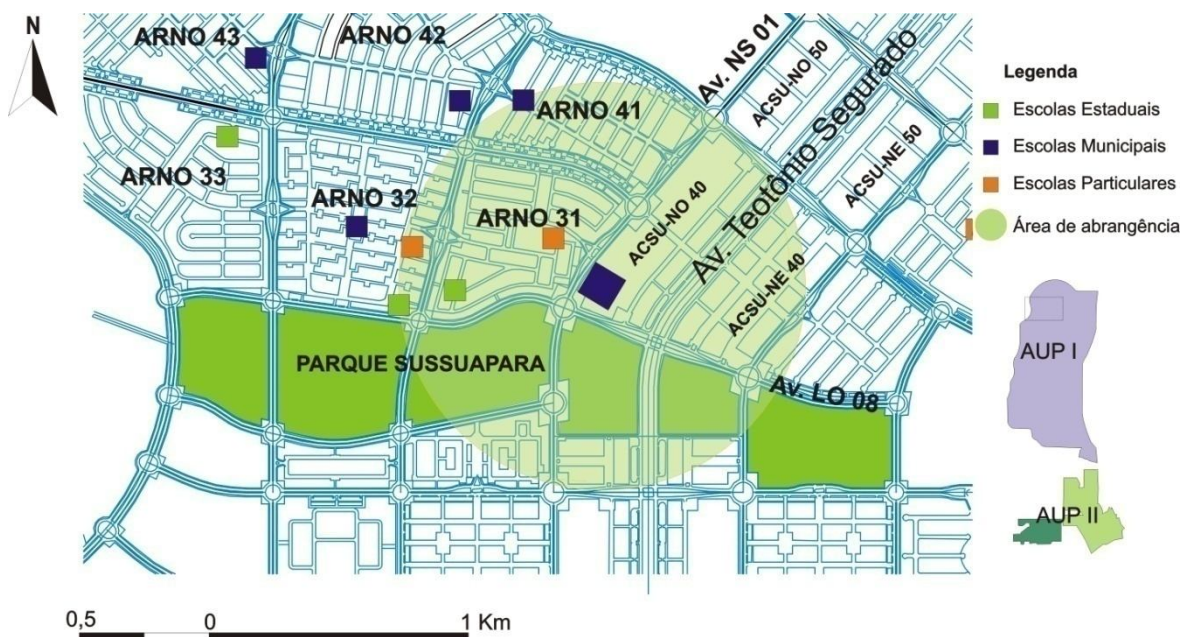 N
ARNO 43
ARNO 42
Av. NS 01
ACSU-NO 50
Av. Teotônio Segurado
ACSU-NE 50
ARNO 41
ARNO 33
ARNO 32
ARNO 31
ACSU-NO 40
ACSU-NE 40
PARQUE SUSSUAPARA
Av. LO 08
Legenda
Escolas Estaduais
Escolas Municipais
Escolas Particulares
Área de abrangência
AUP I
AUP II
0,5 0 1 Km